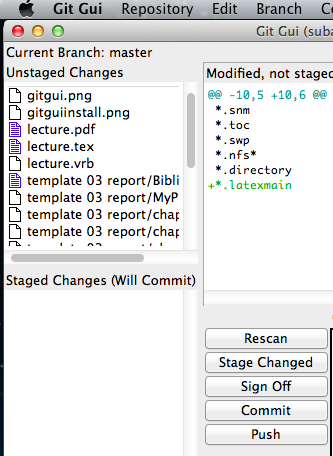 Git Gui Repository Edit Branch
Git Gui (suba
Current Branch: master
Unstaged Changes
gitgui.png
gitguiinstall.png
lecture.pdf
lecture.tex
lecture.vrb
template 03 report/Bibli
template 03 report/MyP
template 03 report/chap
template 03 report/chap
Staged Changes (Will Commit)
Modified, not staged
@@ -10,5 +10,6 @@
*.snm
*.toc
*.swp
*.nfs*
*.directory
+*.latexmain
Rescan
Stage Changed
Sign Off
Commit
Push